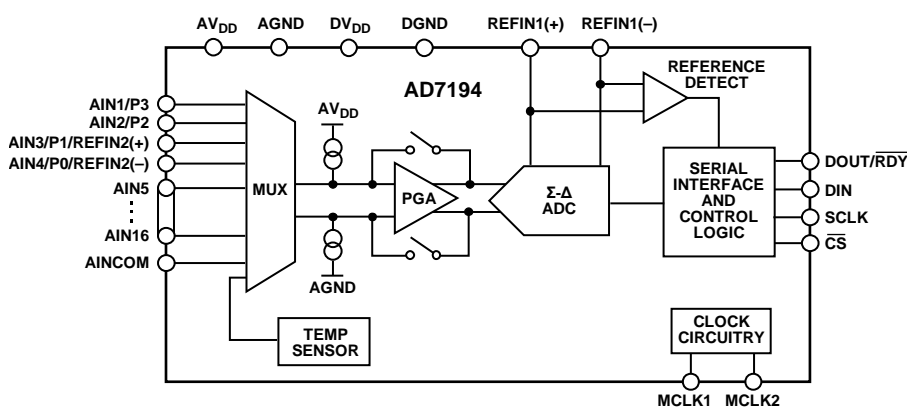 AVDD
AGND
DVDD
DGND
REFIN1(+)
REFIN1(–)
AD7194
REFERENCE
DETECT
AIN1/P3
AIN2/P2
AIN3/P1/REFIN2(+)
AIN4/P0/REFIN2(–)
AIN5
AIN16
AINCOM
MUX
AVDD
AGND
PGA
Σ-Δ
ADC
SERIAL
INTERFACE
AND
CONTROL
LOGIC
DOUT/R̅D̅Y̅
DIN
SCLK
C̅S̅
TEMP
SENSOR
CLOCK
CIRCUITRY
MCLK1
MCLK2